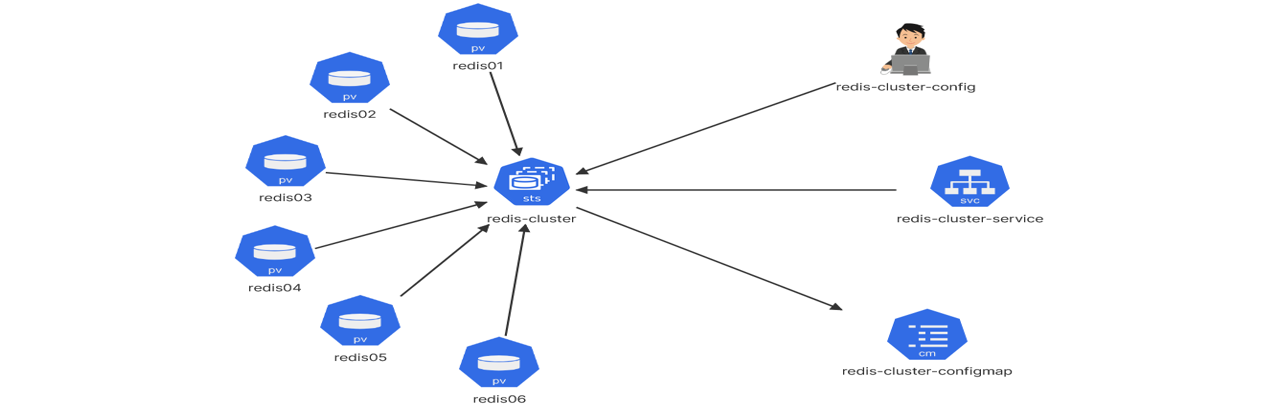 pv
redis01
pv
redis02
pv
redis03
pv
redis04
pv
redis05
pv
redis06
sts
redis-cluster
redis-cluster-config
svc
redis-cluster-service
cm
redis-cluster-configmap